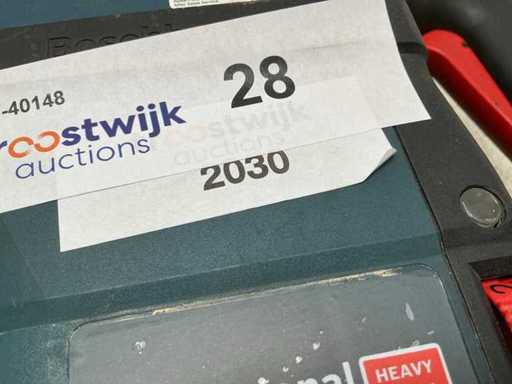 -40148
28
roostwijk
auctions
2030
HEAVY